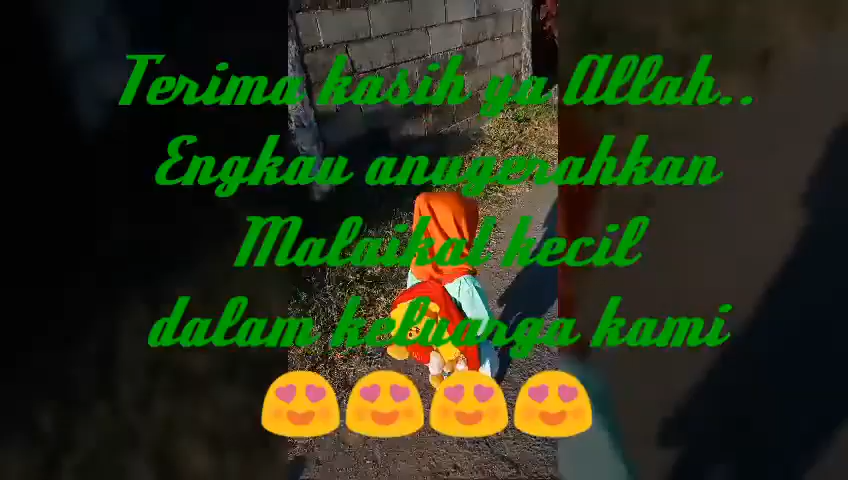 Terima kasih ya Allah..
Engkau anugerahkan
Malaikat kecil
dalam keluarga kami